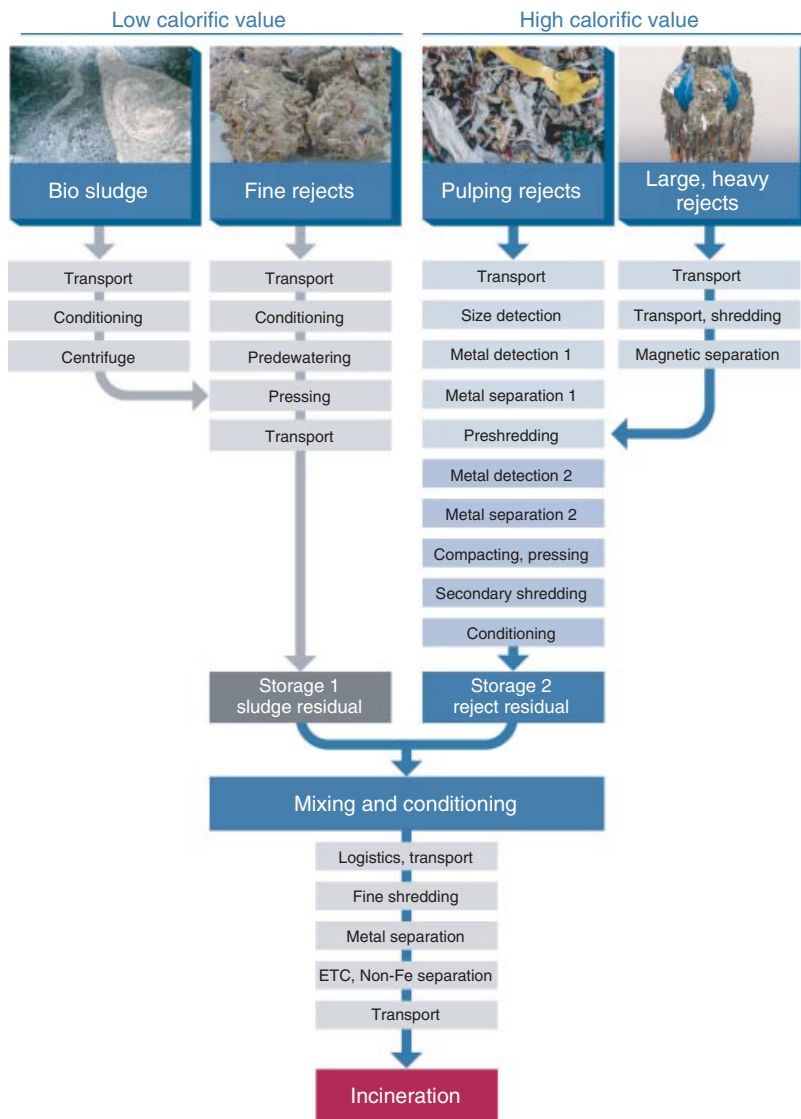 Low calorific value
High calorific value
Bio sludge
Fine rejects
Pulping rejects
Large, heavy
rejects
Transport
Conditioning
Centrifuge
Transport
Conditioning
Predewatering
Pressing
Transport
Transport
Size detection
Metal detection 1
Metal separation 1
Preshredding
Metal detection 2
Metal separation 2
Compacting, pressing
Secondary shredding
Conditioning
Transport
Transport, shredding
Magnetic separation
Storage 1
sludge residual
Storage 2
reject residual
Mixing and conditioning
Logistics, transport
Fine shredding
Metal separation
ETC, Non-Fe separation
Transport
Incineration